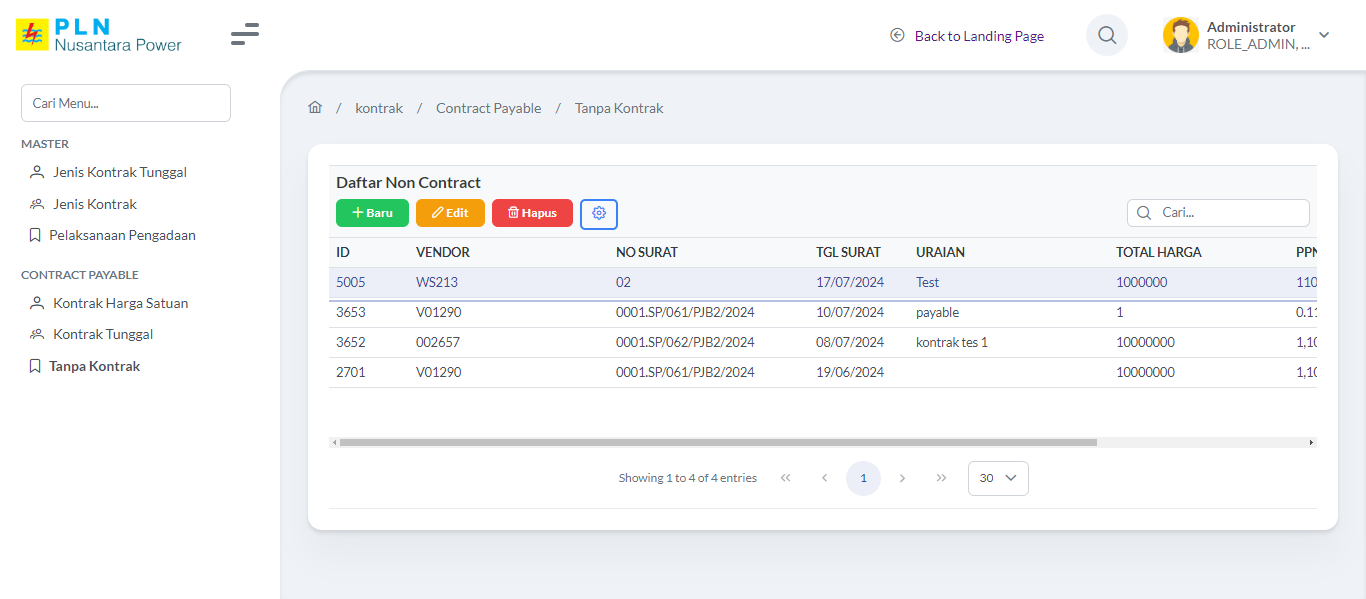 PLN
Nusantara Power
Back to Landing Page
Administrator
ROLE_ADMIN, ...
Cari Menu...
MASTER
Jenis Kontrak Tunggal
Jenis Kontrak
Pelaksanaan Pengadaan
CONTRACT PAYABLE
Kontrak Harga Satuan
Kontrak Tunggal
Tanpa Kontrak
/ kontrak / Contract Payable / Tanpa Kontrak
Daftar Non Contract
Baru Edit Hapus
Cari...
ID VENDOR NO SURAT TGL SURAT URAIAN TOTAL HARGA PPN
5005 WS213 02 17/07/2024 Test 1000000 110
3653 V01290 0001.SP/061/PJB2/2024 10/07/2024 payable 1 0.11
3652 002657 0001.SP/062/PJB2/2024 08/07/2024 kontrak tes 1 10000000 1,10
2701 V01290 0001.SP/061/PJB2/2024 19/06/2024 10000000 1,10
Showing 1 to 4 of 4 entries 1 30